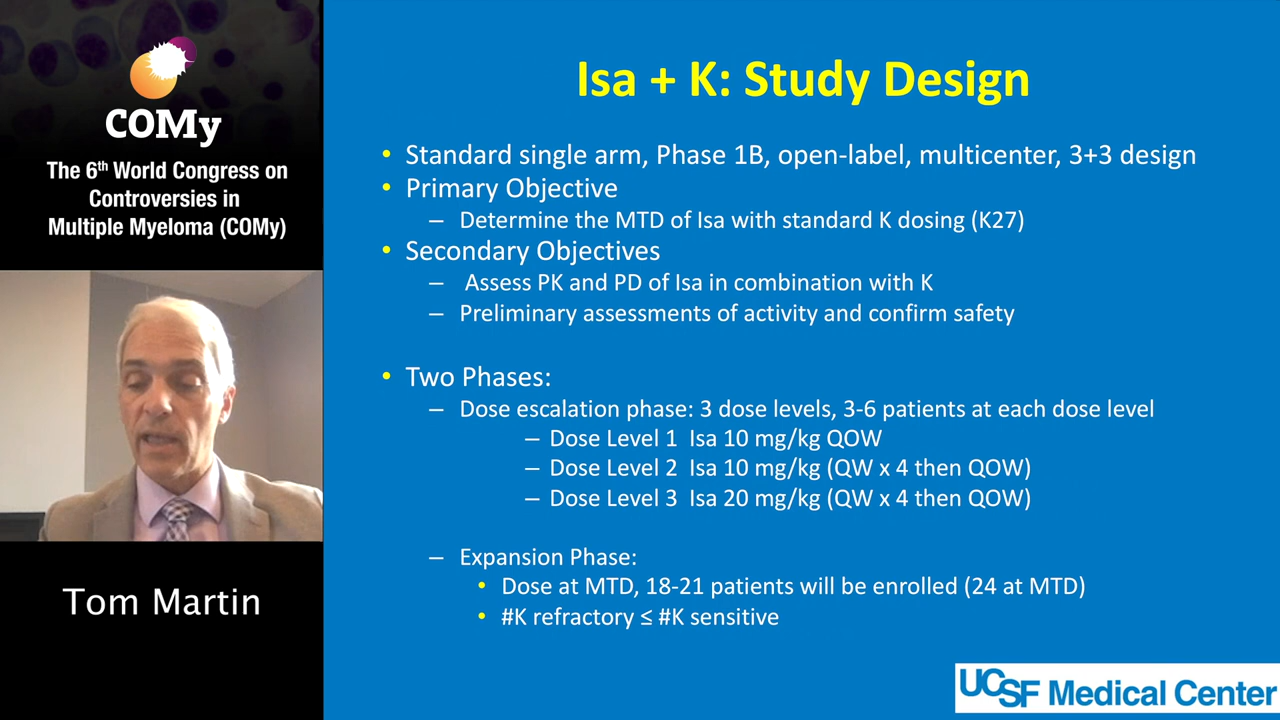 COMy
The 6th World Congress on
Controversies in
Multiple Myeloma (COMy)
Tom Martin
Isa + K: Study Design
• Standard single arm, Phase 1B, open-label, multicenter, 3+3 design
• Primary Objective
– Determine the MTD of Isa with standard K dosing (K27)
• Secondary Objectives
– Assess PK and PD of Isa in combination with K
– Preliminary assessments of activity and confirm safety
• Two Phases:
– Dose escalation phase: 3 dose levels, 3-6 patients at each dose level
– Dose Level 1 Isa 10 mg/kg QOW
– Dose Level 2 Isa 10 mg/kg (QW x 4 then QOW)
– Dose Level 3 Isa 20 mg/kg (QW x 4 then QOW)
– Expansion Phase:
• Dose at MTD, 18-21 patients will be enrolled (24 at MTD)
• #K refractory ≤ #K sensitive
UCSF Medical Center